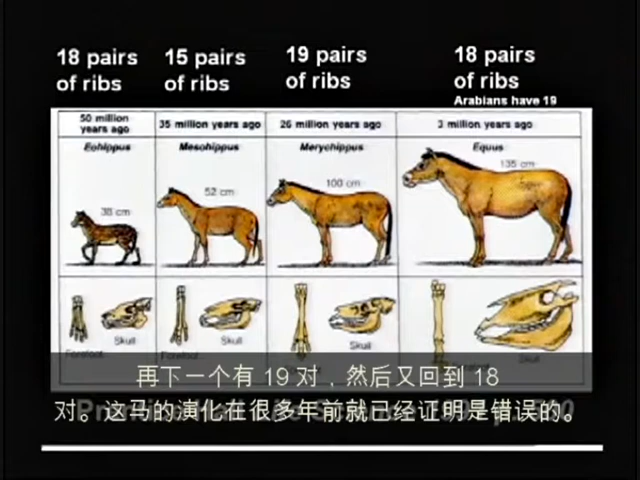 18 pairs 15 pairs 19 pairs 18 pairs
of ribs of ribs of ribs of ribs
Arabians have 19
50 million years ago 35 million years ago 26 million years ago 3 million years ago
Eohippus Mesohippus Merychippus Equus
38 cm 52 cm 100 cm 135 cm
Skull Skull Skull Skull
Forefoot Forefoot
再下一个有 19 对，然后又回到 18
对。这马的演化在很多年前就已经证明是错误的。